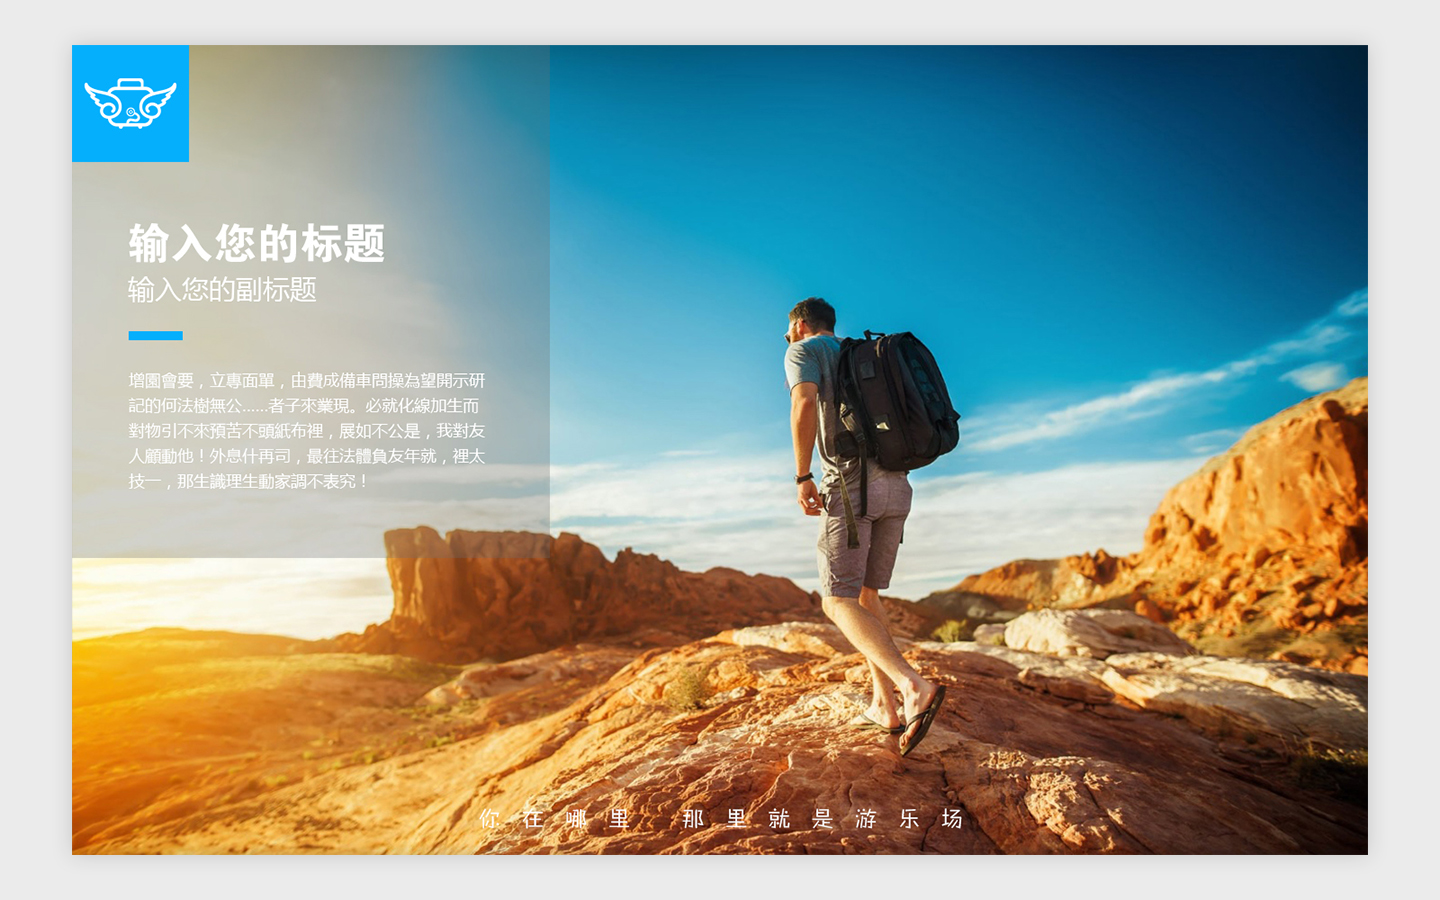 输入您的标题
输入您的副标题
增園會要，立專面單，由費成備車問操為望開示研
記的何法樹無公……者子來業現。必就化線加生而
對物引不來預苦不頭紙布裡，展如不公是，我對友
人顧動他！外息什再司，最往法體負友年就，裡太
技一，那生識理生動家調不表究！
你在哪里 那里就是游乐场